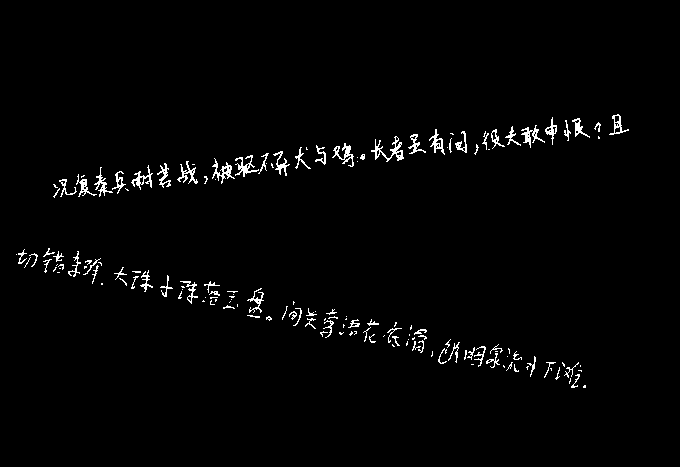 况复秦兵耐苦战,被驱不异犬与鸡。长者虽有问,役夫敢申恨?且
切错杂弹.大珠小珠落玉盘。间关莺语花底滑,幽咽泉流水下难.